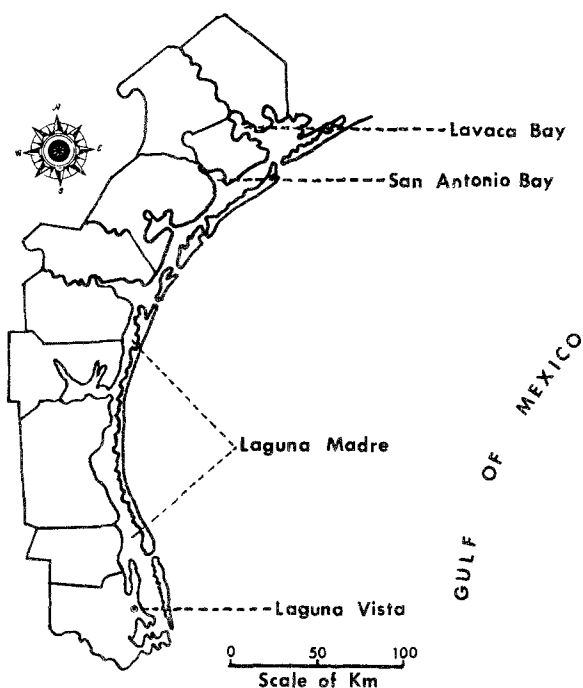 N
W
E
S
Lavaca Bay
San Antonio Bay
GULF OF MEXICO
Laguna Madre
Laguna Vista
0 50 100
Scale of Km